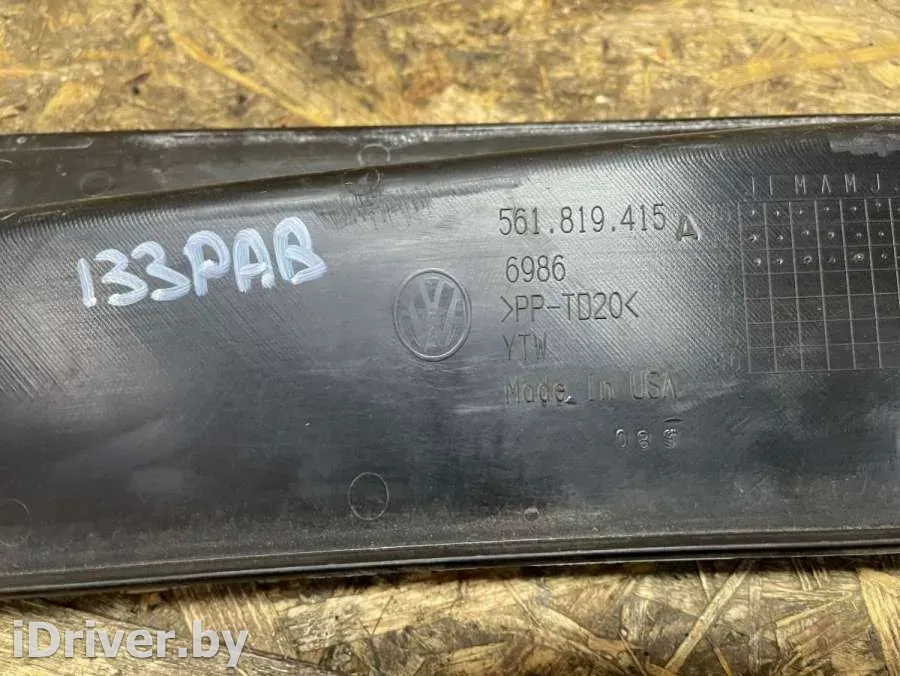 J F M A M J
561.819.415 A
133PAB
6986
>PP-TD20<
YTW
Made In USA
iDriver.by